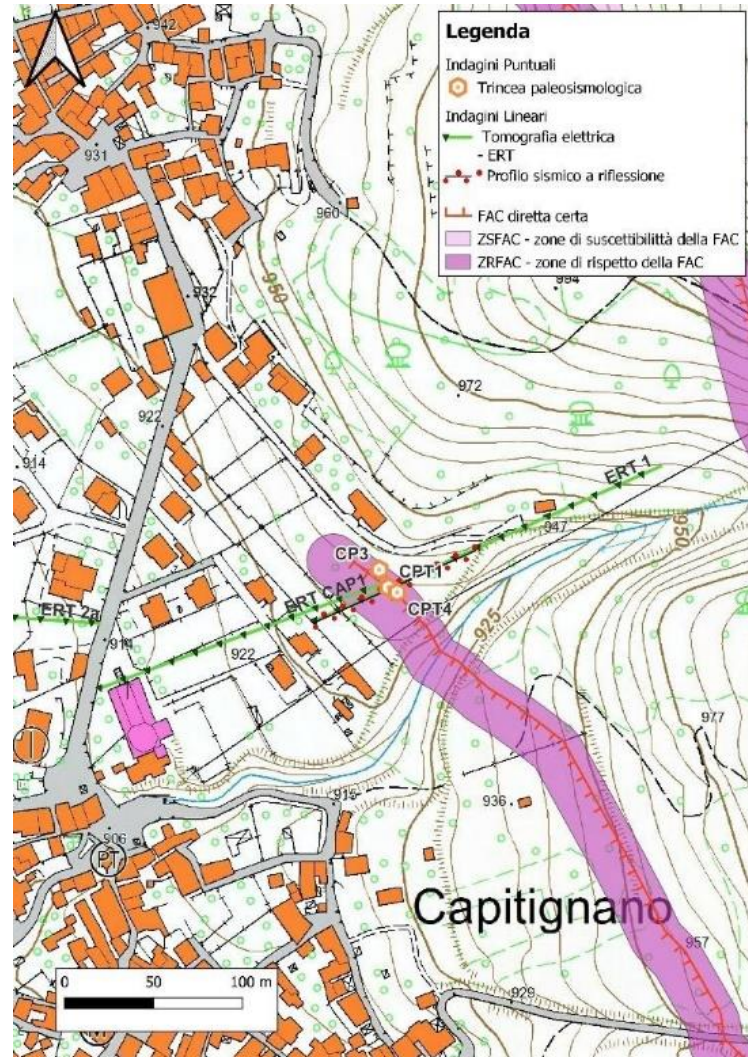 942
Legenda
Indagini Puntuali
Trincea paleosismologica
Indagini Lineari
Tomografia elettrica
- ERT
Profilo sismico a riflessione
FAC diretta certa
ZSFAC - zone di suscettibilittà della FAC
ZRFAC - zone di rispetto della FAC
931
960
950
932
994
972
922
914
ERT-1
947
950
CP3
CPT1
ERT CAP1
CPT4
ERT 2a
925
914
922
977
915
936
906
PT
Capitignano
957
929
0 50 100 m